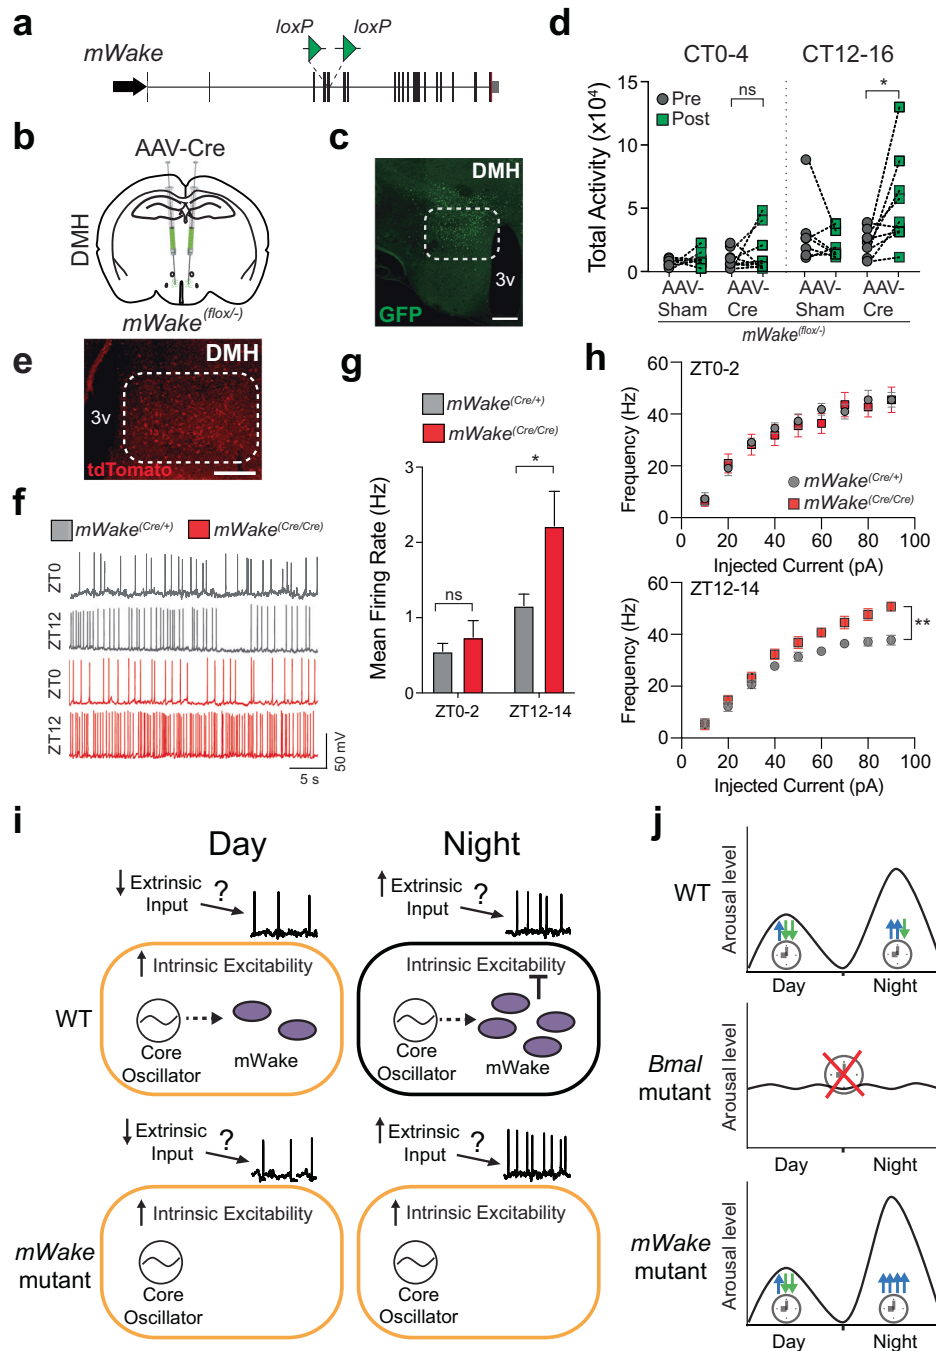 a
mWake
loxP
loxP
b
AAV-Cre
DMH
mWake(flox/-)
c
DMH
3v
GFP
d
CT0-4
CT12-16
Total Activity (x10⁴)
15
10
5
0
Pre
Post
ns
*
AAV-
Sham
AAV-
Cre
AAV-
Sham
AAV-
Cre
mWake(flox/-)
e
DMH
3v
tdTomato
f
mWake(Cre/+)
mWake(Cre/Cre)
ZT0
ZT12
ZT0
ZT12
50 mV
5 s
g
mWake(Cre/+)
mWake(Cre/Cre)
Mean Firing Rate (Hz)
3
2
1
0
ns
*
ZT0-2
ZT12-14
h
ZT0-2
Frequency (Hz)
60
40
20
0
mWake(Cre/+)
mWake(Cre/Cre)
0 20 40 60 80 100
Injected Current (pA)
ZT12-14
Frequency (Hz)
60
40
20
0
**
0 20 40 60 80 100
Injected Current (pA)
i
Day
Night
WT
↓ Extrinsic
Input
?
↑ Intrinsic Excitability
Core
Oscillator
mWake
↑ Extrinsic
Input
?
Intrinsic Excitability
Core
Oscillator
mWake
mWake
mutant
↓ Extrinsic
Input
?
↑ Intrinsic Excitability
Core
Oscillator
↑ Extrinsic
Input
?
↑ Intrinsic Excitability
Core
Oscillator
j
WT
Arousal level
Day
Night
Bmal
mutant
Arousal level
Day
Night
mWake
mutant
Arousal level
Day
Night